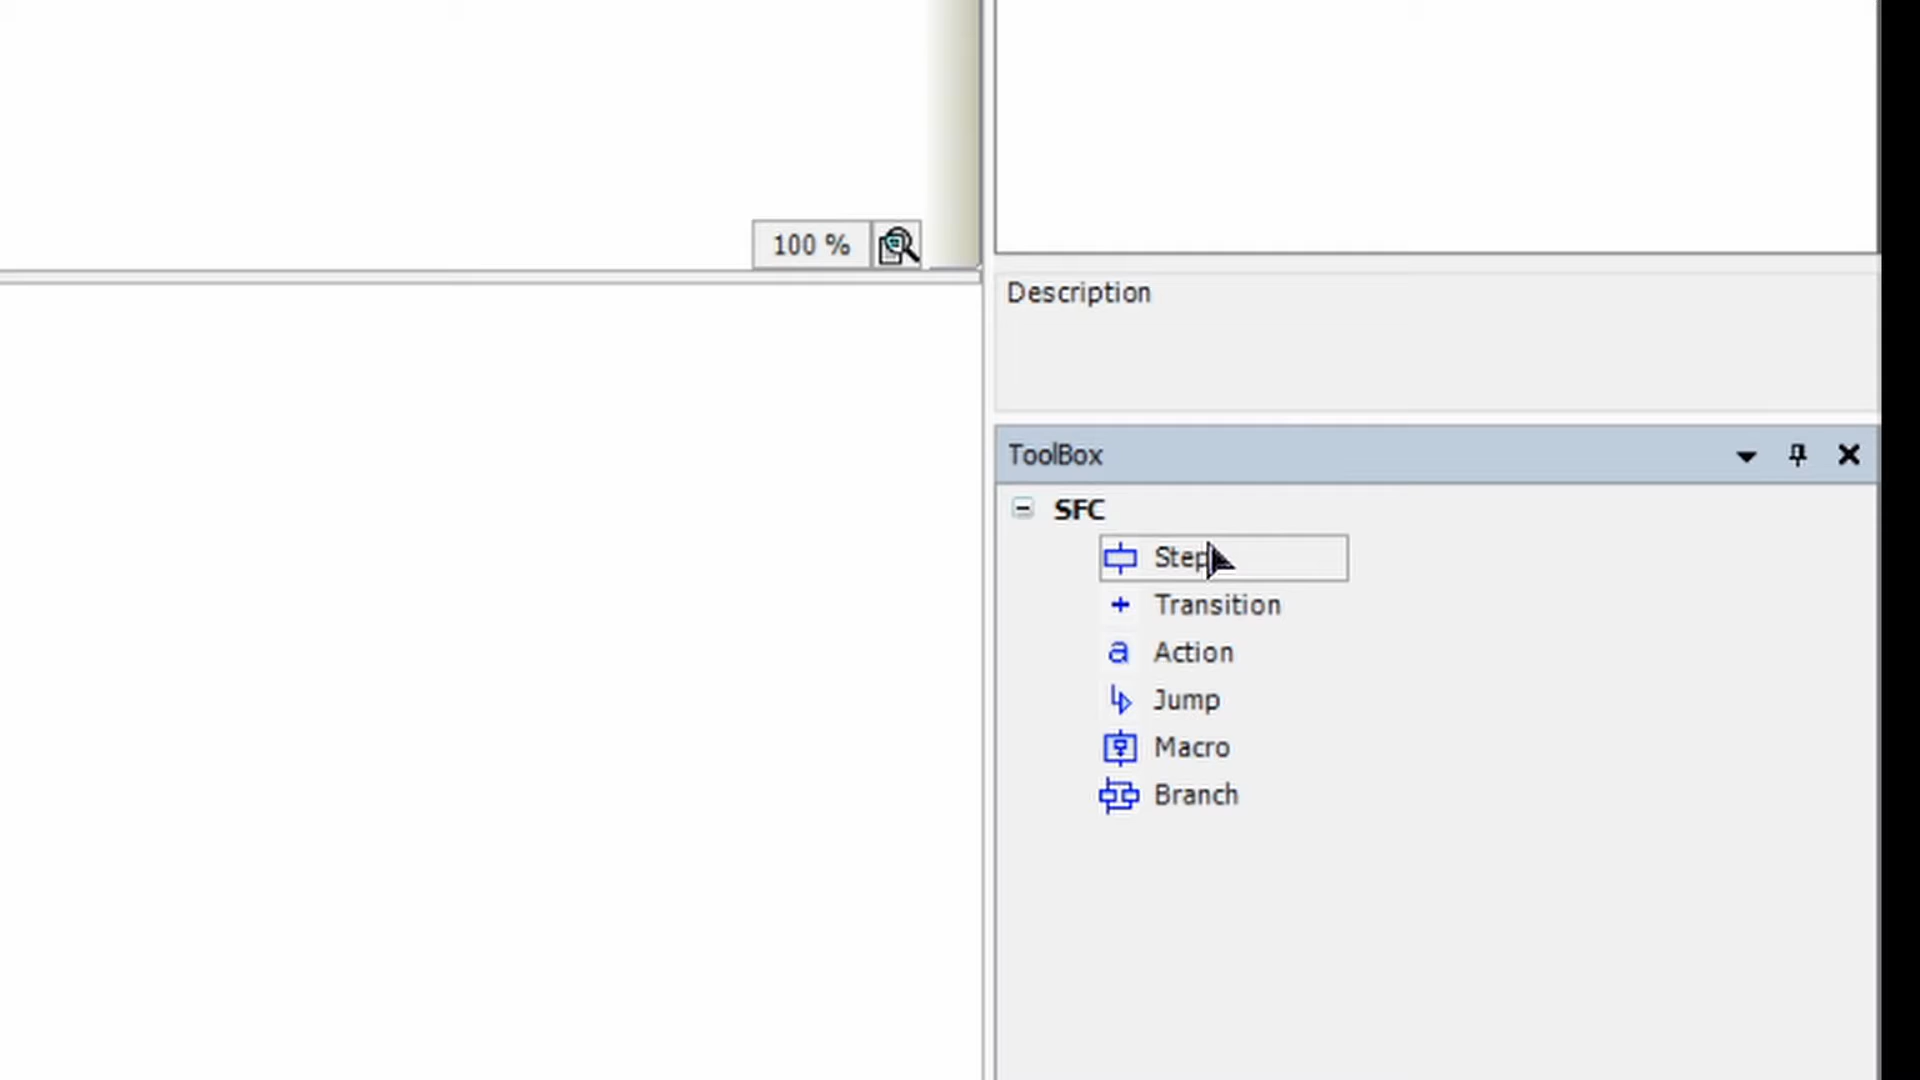 100 %
Description
ToolBox
SFC
Step
Transition
Action
Jump
Macro
Branch